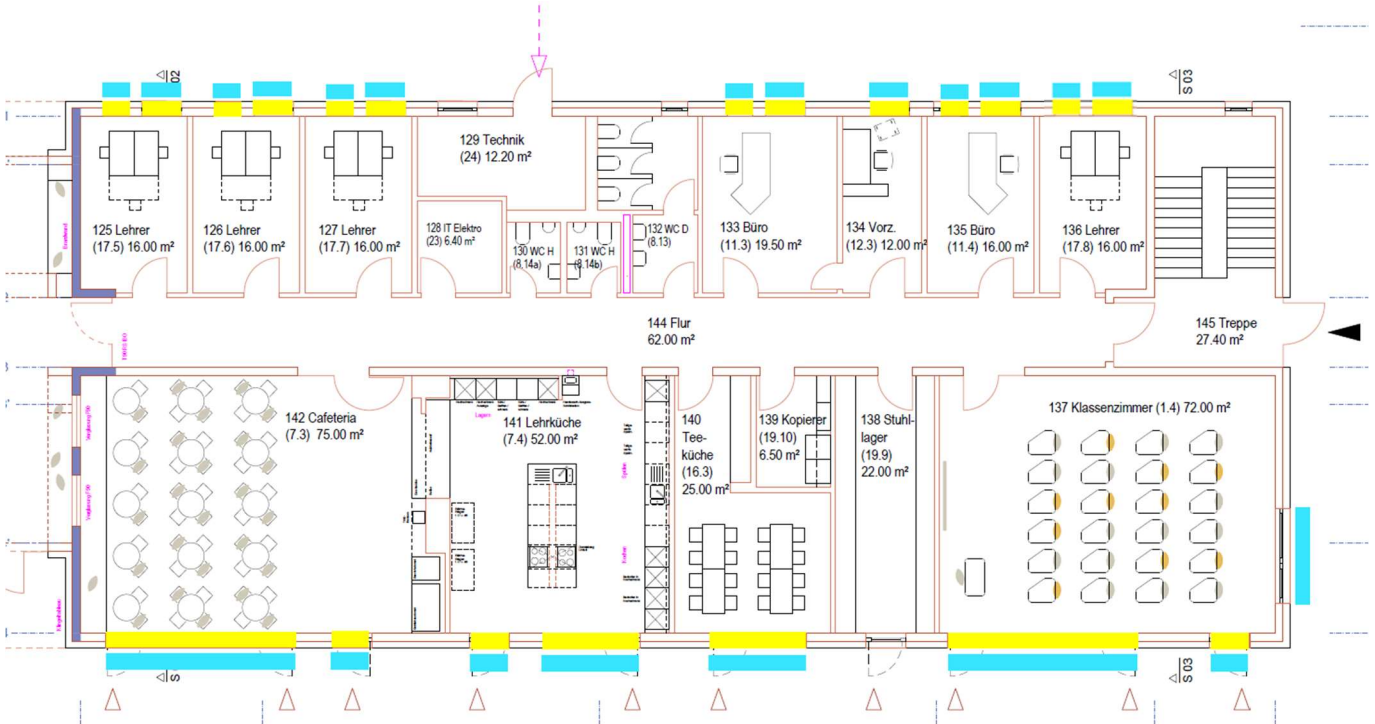 02
S 03
129 Technik
(24) 12.20 m²
125 Lehrer
(17.5) 16.00 m²
126 Lehrer
(17.6) 16.00 m²
127 Lehrer
(17.7) 16.00 m²
128 IT Elektro
(23) 6.40 m²
130 WC H
(8.14a)
131 WC H
(8.14b)
132 WC D
(8.13)
133 Büro
(11.3) 19.50 m²
134 Vorz.
(12.3) 12.00 m²
135 Büro
(11.4) 16.00 m²
136 Lehrer
(17.8) 16.00 m²
144 Flur
62.00 m²
145 Treppe
27.40 m²
142 Cafeteria
(7.3) 75.00 m²
Lagern
141 Lehrküche
(7.4) 52.00 m²
Spülen
Kochen
140
Tee-
küche
(16.3)
25.00 m²
139 Kopierer
(19.10)
6.50 m²
138 Stuhl-
lager
(19.9)
22.00 m²
137 Klassenzimmer (1.4) 72.00 m²
S
S 03